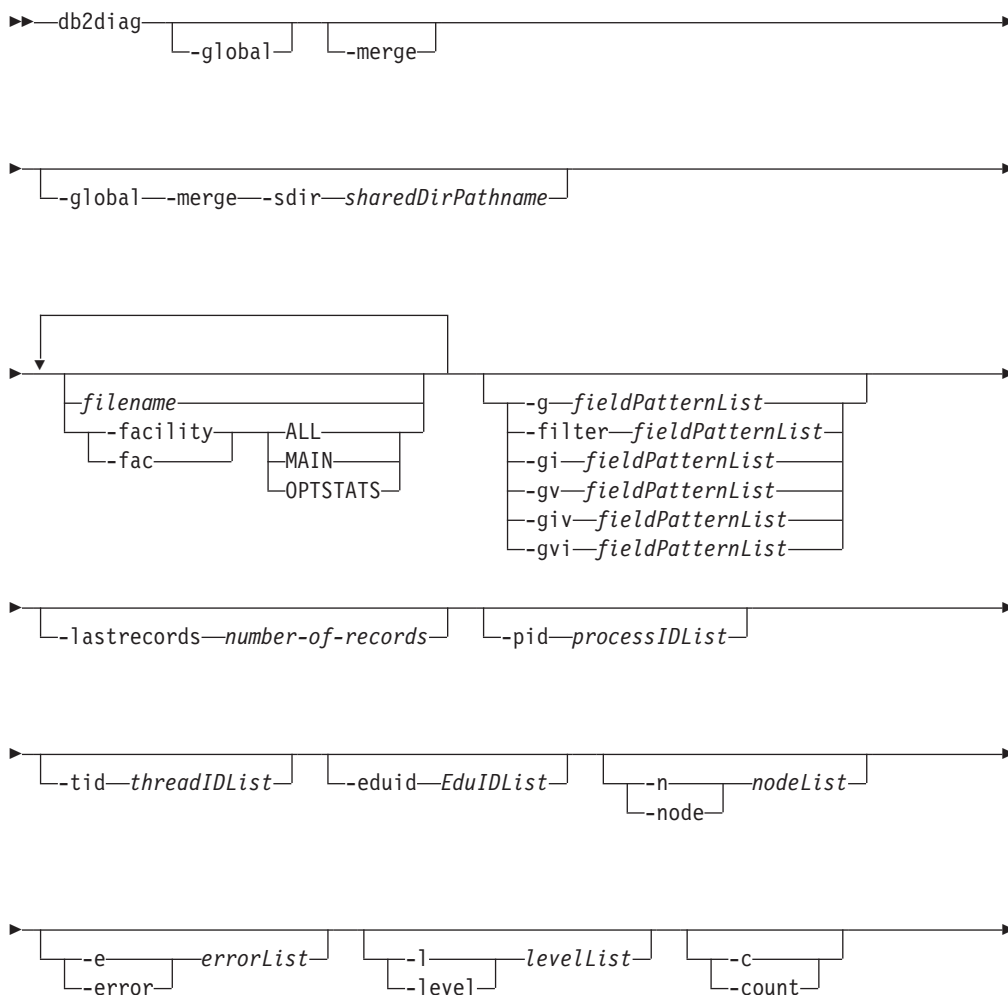 db2diag
-global -merge
-global -merge -sdir sharedDirPathname
filename
-facility ALL
-fac MAIN
OPTSTATS
-g fieldPatternList
-filter fieldPatternList
-gi fieldPatternList
-gv fieldPatternList
-giv fieldPatternList
-gvi fieldPatternList
-lastrecords number-of-records -pid processIDList
-tid threadIDList -eduid EduIDList -n nodeList
-node
-e errorList -l levelList -c
-error -level -count